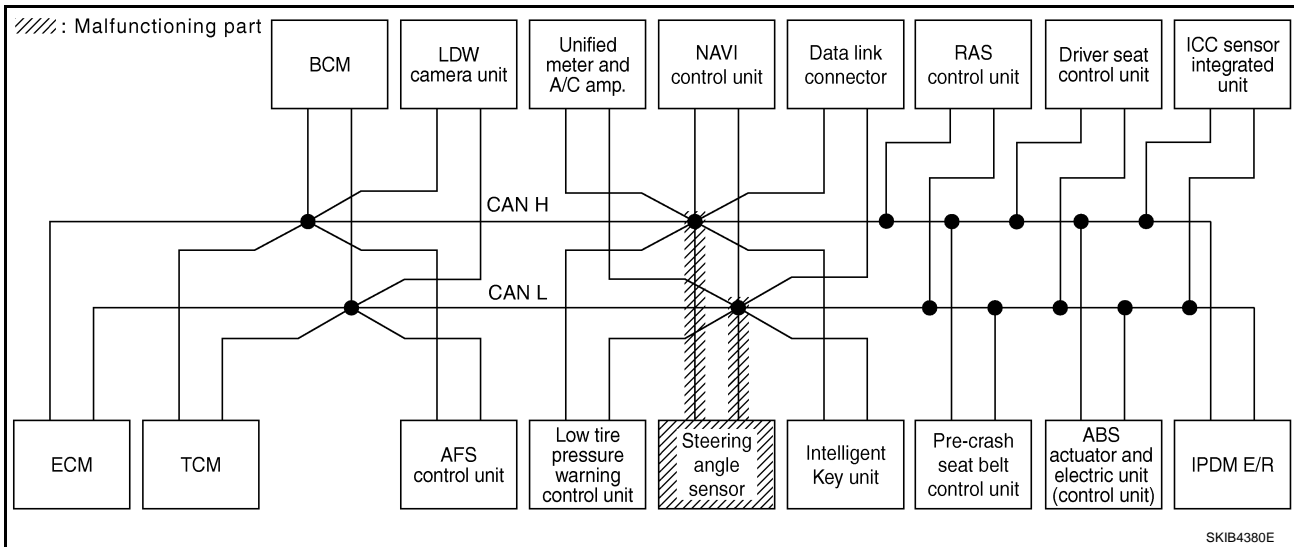 : Malfunctioning part
BCM
LDW
camera unit
Unified
meter and
A/C amp.
NAVI
control unit
Data link
connector
RAS
control unit
Driver seat
control unit
ICC sensor
integrated
unit
CAN H
CAN L
ECM
TCM
AFS
control unit
Low tire
pressure
warning
control unit
Steering
angle
sensor
Intelligent
Key unit
Pre-crash
seat belt
control unit
ABS
actuator and
electric unit
(control unit)
IPDM E/R
SKIB4380E